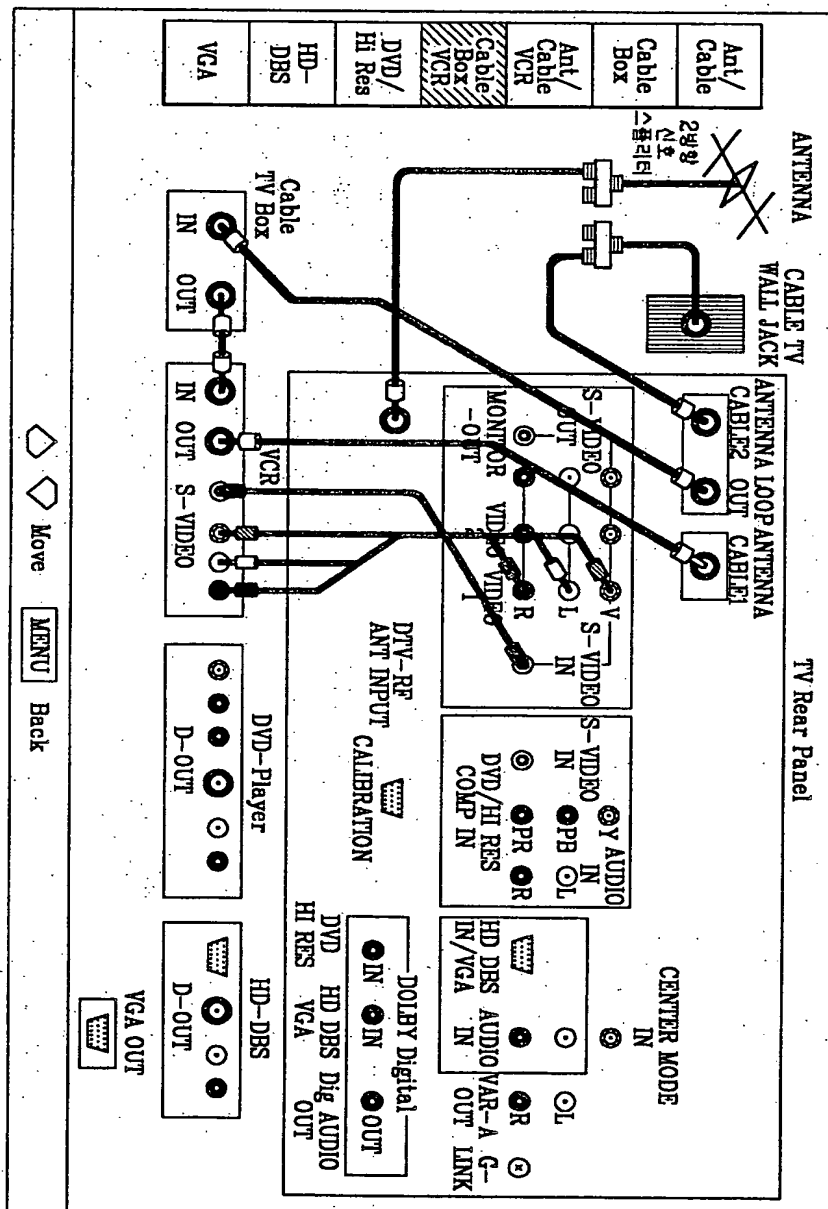 TV Rear Panel
Ant/
Cable
Cable
Box
Ant/
Cable
VCR
Cable
Box
VCR
DVD/
Hi Res
HD-
DBS
VGA
ANTENNA
2방향
신호
스플리터
CABLE TV
WALL JACK
ANTENNA LOOP ANTENNA
CABLE2 OUT CABLE1
S-VIDEO
OUT
MONITOR
-OUT
VIDEO
2
VIDEO
1
V
L
R
S-VIDEO
IN
S-VIDEO
IN
Y
PB
PR
AUDIO
IN
L
R
DVD/HI RES
COMP IN
CENTER MODE
IN
HD DBS
IN/VGA
AUDIO
IN
L
R
VAR-A
OUT
G-
LINK
DTV-RF
ANT INPUT
CALIBRATION
DOLBY Digital
IN
IN
OUT
DVD
HI RES
HD DBS
VGA
Dig AUDIO
OUT
Cable
TV Box
IN
OUT
VCR
IN
OUT
S-VIDEO
DVD-Player
D-OUT
HD-DBS
D-OUT
VGA OUT
Move MENU Back